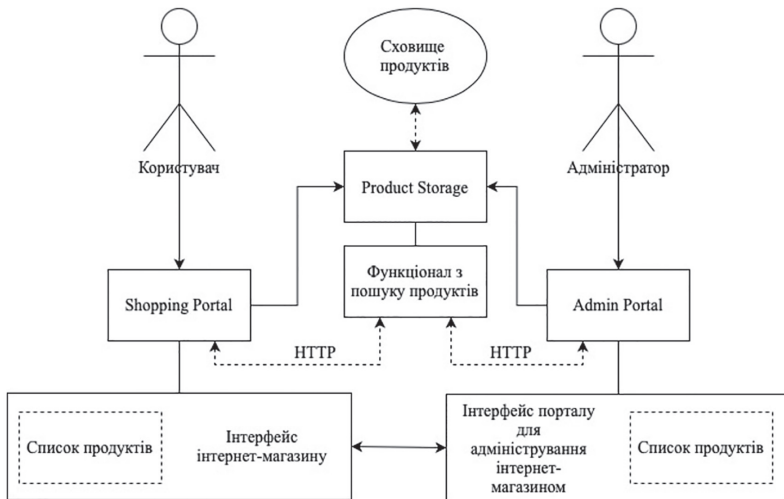 Сховище
продуктів
Користувач
Product Storage
Адміністратор
Shopping Portal
Функціонал з
пошуку продуктів
Admin Portal
HTTP
HTTP
Список продуктів
Інтерфейс
інтернет-магазину
Інтерфейс порталу
для
адміністрування
інтернет-
магазином
Список продуктів